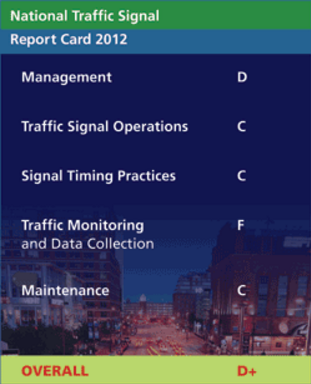 National Traffic Signal
Report Card 2012
Management D
Traffic Signal Operations C
Signal Timing Practices C
Traffic Monitoring F
and Data Collection
Maintenance C
OVERALL D+